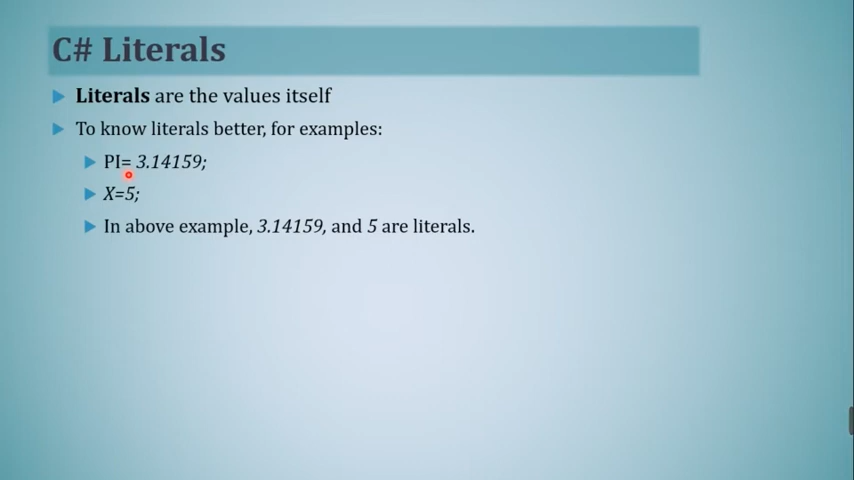 C# Literals
Literals are the values itself
To know literals better, for examples:
PI= 3.14159;
X=5;
In above example, 3.14159, and 5 are literals.